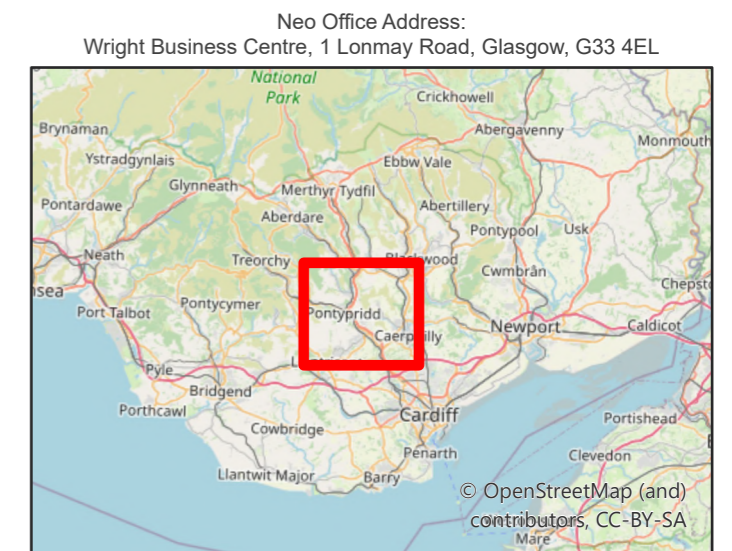 Neo Office Address:
Wright Business Centre, 1 Lonmay Road, Glasgow, G33 4EL
National
Park
Crickhowell
Brynaman
Abergavenny
Monmouth
Ystradgynlais
Ebbw Vale
Glynneath
Merthyr Tydfil
Pontardawe
Aberdare
Abertillery
Pontypool
Usk
Neath
Treorchy
Blackwood
Cwmbrân
nsea
Chepsto
Port Talbot
Pontycymer
Pontypridd
Newport
Caldicot
Caerphilly
Pyle
Bridgend
Porthcawl
Cardiff
Portishead
Cowbridge
Penarth
Clevedon
Llantwit Major
Barry
© OpenStreetMap (and)
contributors, CC-BY-SA
Mare